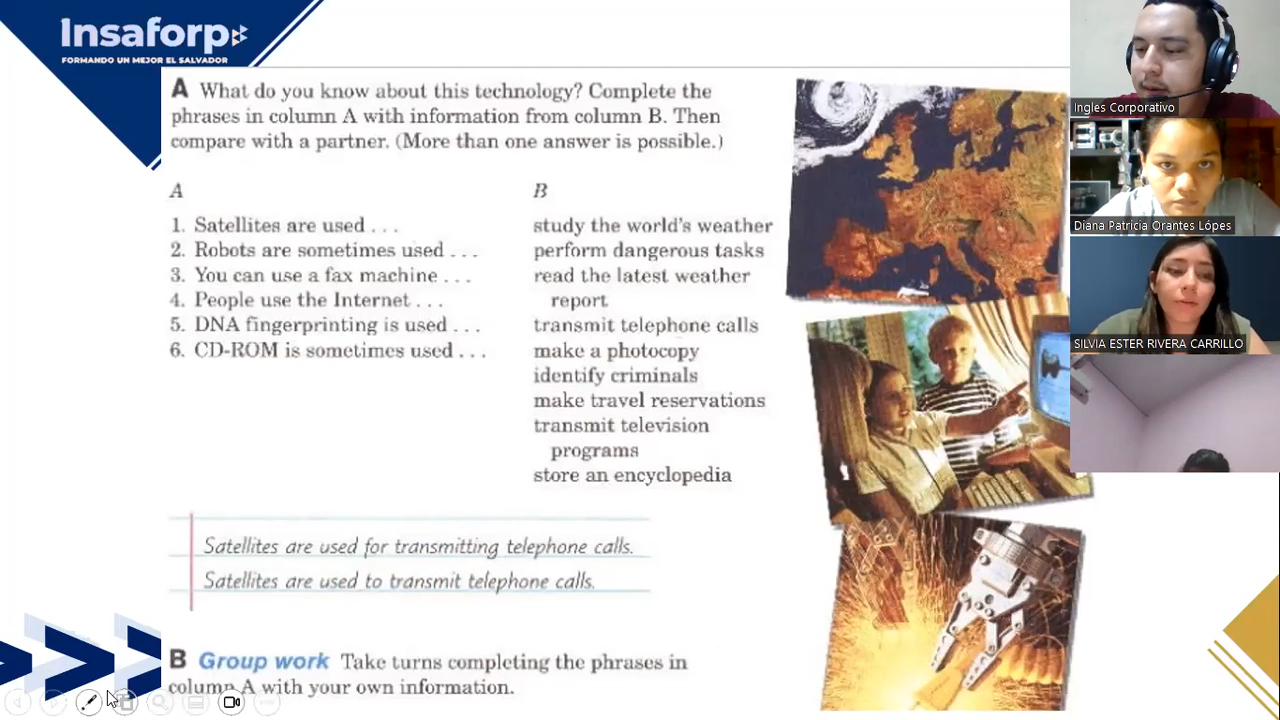 Insaforp
FORMANDO UN MEJOR EL SALVADOR
A What do you know about this technology? Complete the
phrases in column A with information from column B. Then
compare with a partner. (More than one answer is possible.)
A
1. Satellites are used . . .
2. Robots are sometimes used . . .
3. You can use a fax machine . . .
4. People use the Internet . . .
5. DNA fingerprinting is used . . .
6. CD-ROM is sometimes used . . .
B
study the world's weather
perform dangerous tasks
read the latest weather
report
transmit telephone calls
make a photocopy
identify criminals
make travel reservations
transmit television
programs
store an encyclopedia
Satellites are used for transmitting telephone calls.
Satellites are used to transmit telephone calls.
B Group work Take turns completing the phrases in
column A with your own information.
Ingles Corporativo
Diana Patricia Orantes Lópes
SILVIA ESTER RIVERA CARRILLO